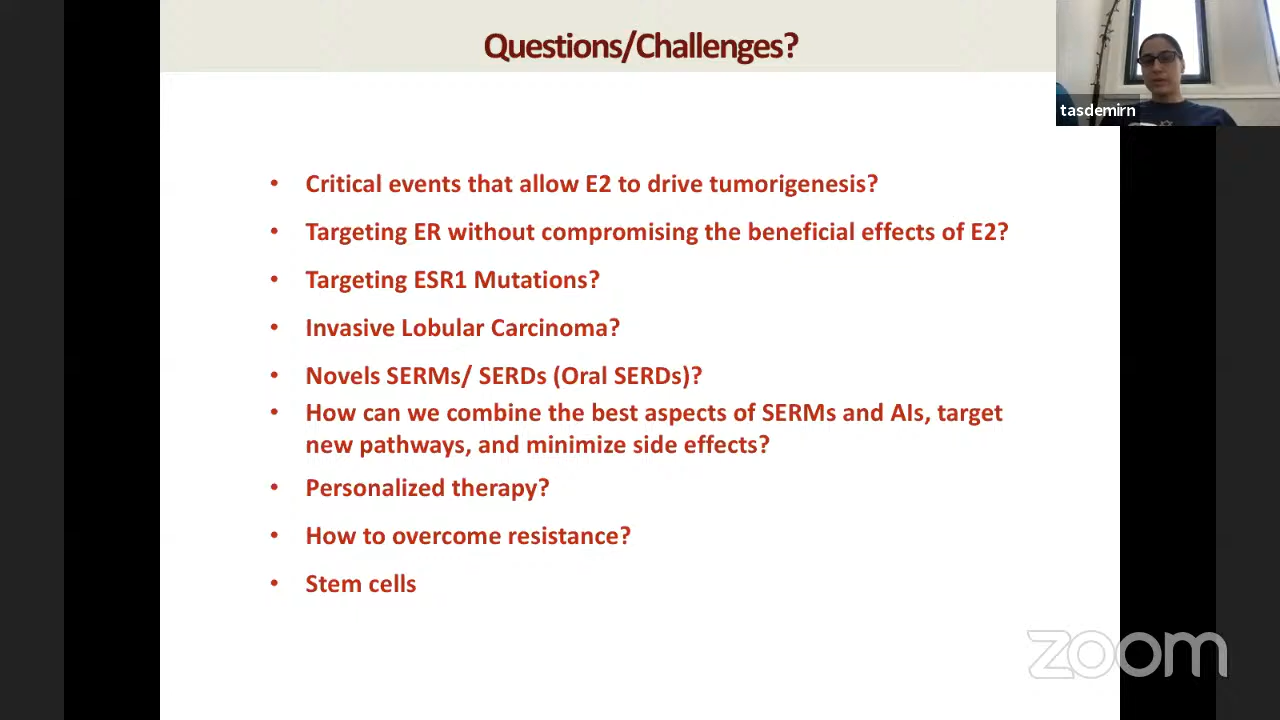 Questions/Challenges?
tasdemirn
• Critical events that allow E2 to drive tumorigenesis?
• Targeting ER without compromising the beneficial effects of E2?
• Targeting ESR1 Mutations?
• Invasive Lobular Carcinoma?
• Novels SERMs/ SERDs (Oral SERDs)?
• How can we combine the best aspects of SERMs and AIs, target
new pathways, and minimize side effects?
• Personalized therapy?
• How to overcome resistance?
• Stem cells
zoom